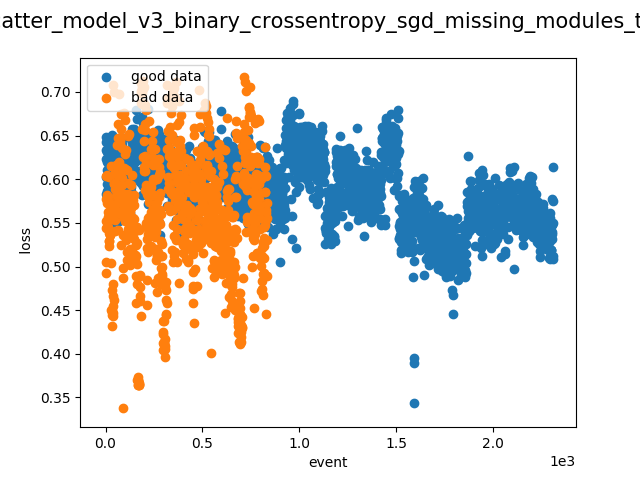 atter_model_v3_binary_crossentropy_sgd_missing_modules_t
good data
bad data
loss
0.70
0.65
0.60
0.55
0.50
0.45
0.40
0.35
0.0 0.5 1.0 1.5 2.0
1e3
event